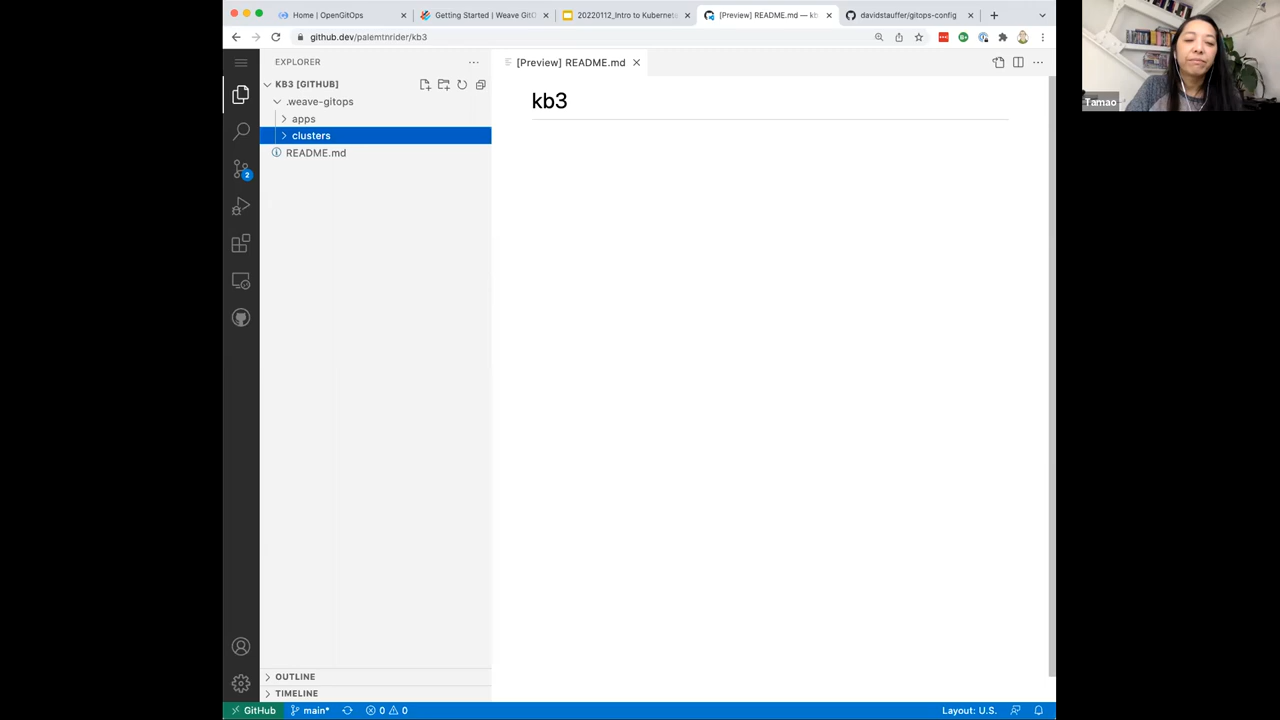 Home | OpenGitOps
Getting Started | Weave GitO
20220112_Intro to Kubernete
[Preview] README.md — kb
davidstauffer/gitops-config
github.dev/palemtnrider/kb3
EXPLORER
[Preview] README.md
KB3 [GITHUB]
.weave-gitops
apps
clusters
README.md
2
kb3
OUTLINE
TIMELINE
GitHub
main*
0
0
Layout: U.S.
Tamao